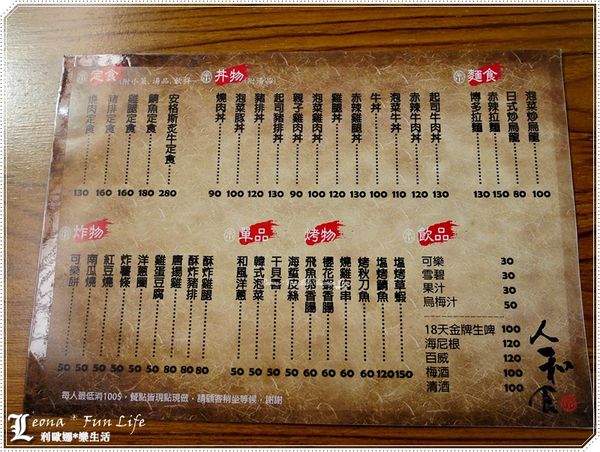 定食(附小菜、湯品、飲料)
燒肉定食 130
豬排定食 160
雞腿定食 160
鯖魚定食 180
安格斯炙牛定食 280
丼物(附湯品)
燒肉丼 90
泡菜豚丼 100
豬排丼 120
起司豬排丼 130
親子雞肉丼 90
泡菜雞肉丼 100
雞腿丼 120
赤辣雞腿丼 130
牛丼 100
泡菜牛丼 110
赤辣牛肉丼 120
起司牛肉丼 130
麵食
博多拉麵 130
赤辣拉麵 150
日式炒烏龍 80
泡菜炒烏龍 100
炸物
可樂餅 50
南瓜燒 50
紅豆燒 50
炸薯條 50
洋蔥圈 50
雞蛋豆腐 50
唐揚雞 80
酥炸豬排 80
酥炸雞腿 80
單品
和風洋蔥 50
韓式泡菜 50
干貝唇 50
海蜇皮絲 50
烤物
飛魚卵香腸 50
櫻花蝦香腸 50
燒雞肉串 50
烤秋刀魚 60
塩烤鯖魚 120
塩烤草蝦 150
飲品
可樂 30
雪碧 30
果汁 30
烏梅汁 50
18天金牌生啤 100
海尼根 120
百威 120
梅酒 100
清酒 100
人和食
每人最低消100$，餐點皆現點現做，請顧客稍坐等候，謝謝
Leona * Fun Life
利歐娜*樂生活